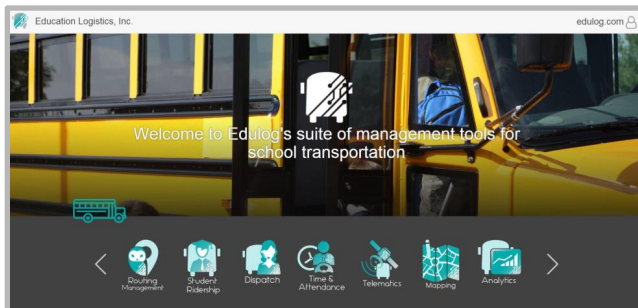 Education Logistics, Inc.
edulog.com
Welcome to Edulog's suite of management tools for
school transportation
Routing
Management
Student
Ridership
Dispatch
Time &
Attendance
Telematics
Mapping
Analytics